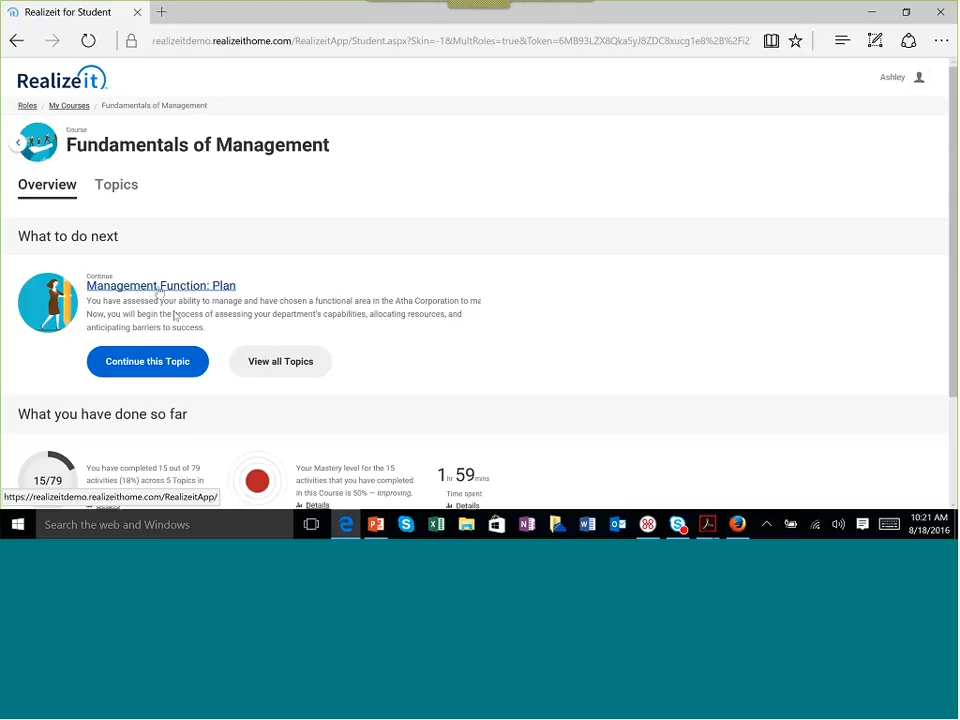 Realizeit for Student
realizeitdemo.realizeithome.com/RealizeitApp/Student.aspx?Skin=-1&MultRoles=true&Token=6MB93LZX8Qka5yJ8ZDC8xucg1e8%2B%2Fi2
Realizeit
Ashley
Roles / My Courses / Fundamentals of Management
Course
Fundamentals of Management
Overview Topics
What to do next
Continue
Management Function: Plan
You have assessed your ability to manage and have chosen a functional area in the Atha Corporation to ma
Now, you will begin the process of assessing your department's capabilities, allocating resources, and
anticipating barriers to success.
Continue this Topic View all Topics
What you have done so far
15/79
You have completed 15 out of 79
activities (18%) across 5 Topics in
Your Mastery level for the 15
activities that you have completed
in this Course is 50% — Improving.
Details
1 hr 59 mins
Time spent
Details
https://realizeitdemo.realizeithome.com/RealizeitApp/
Search the web and Windows
10:21 AM
8/18/2016